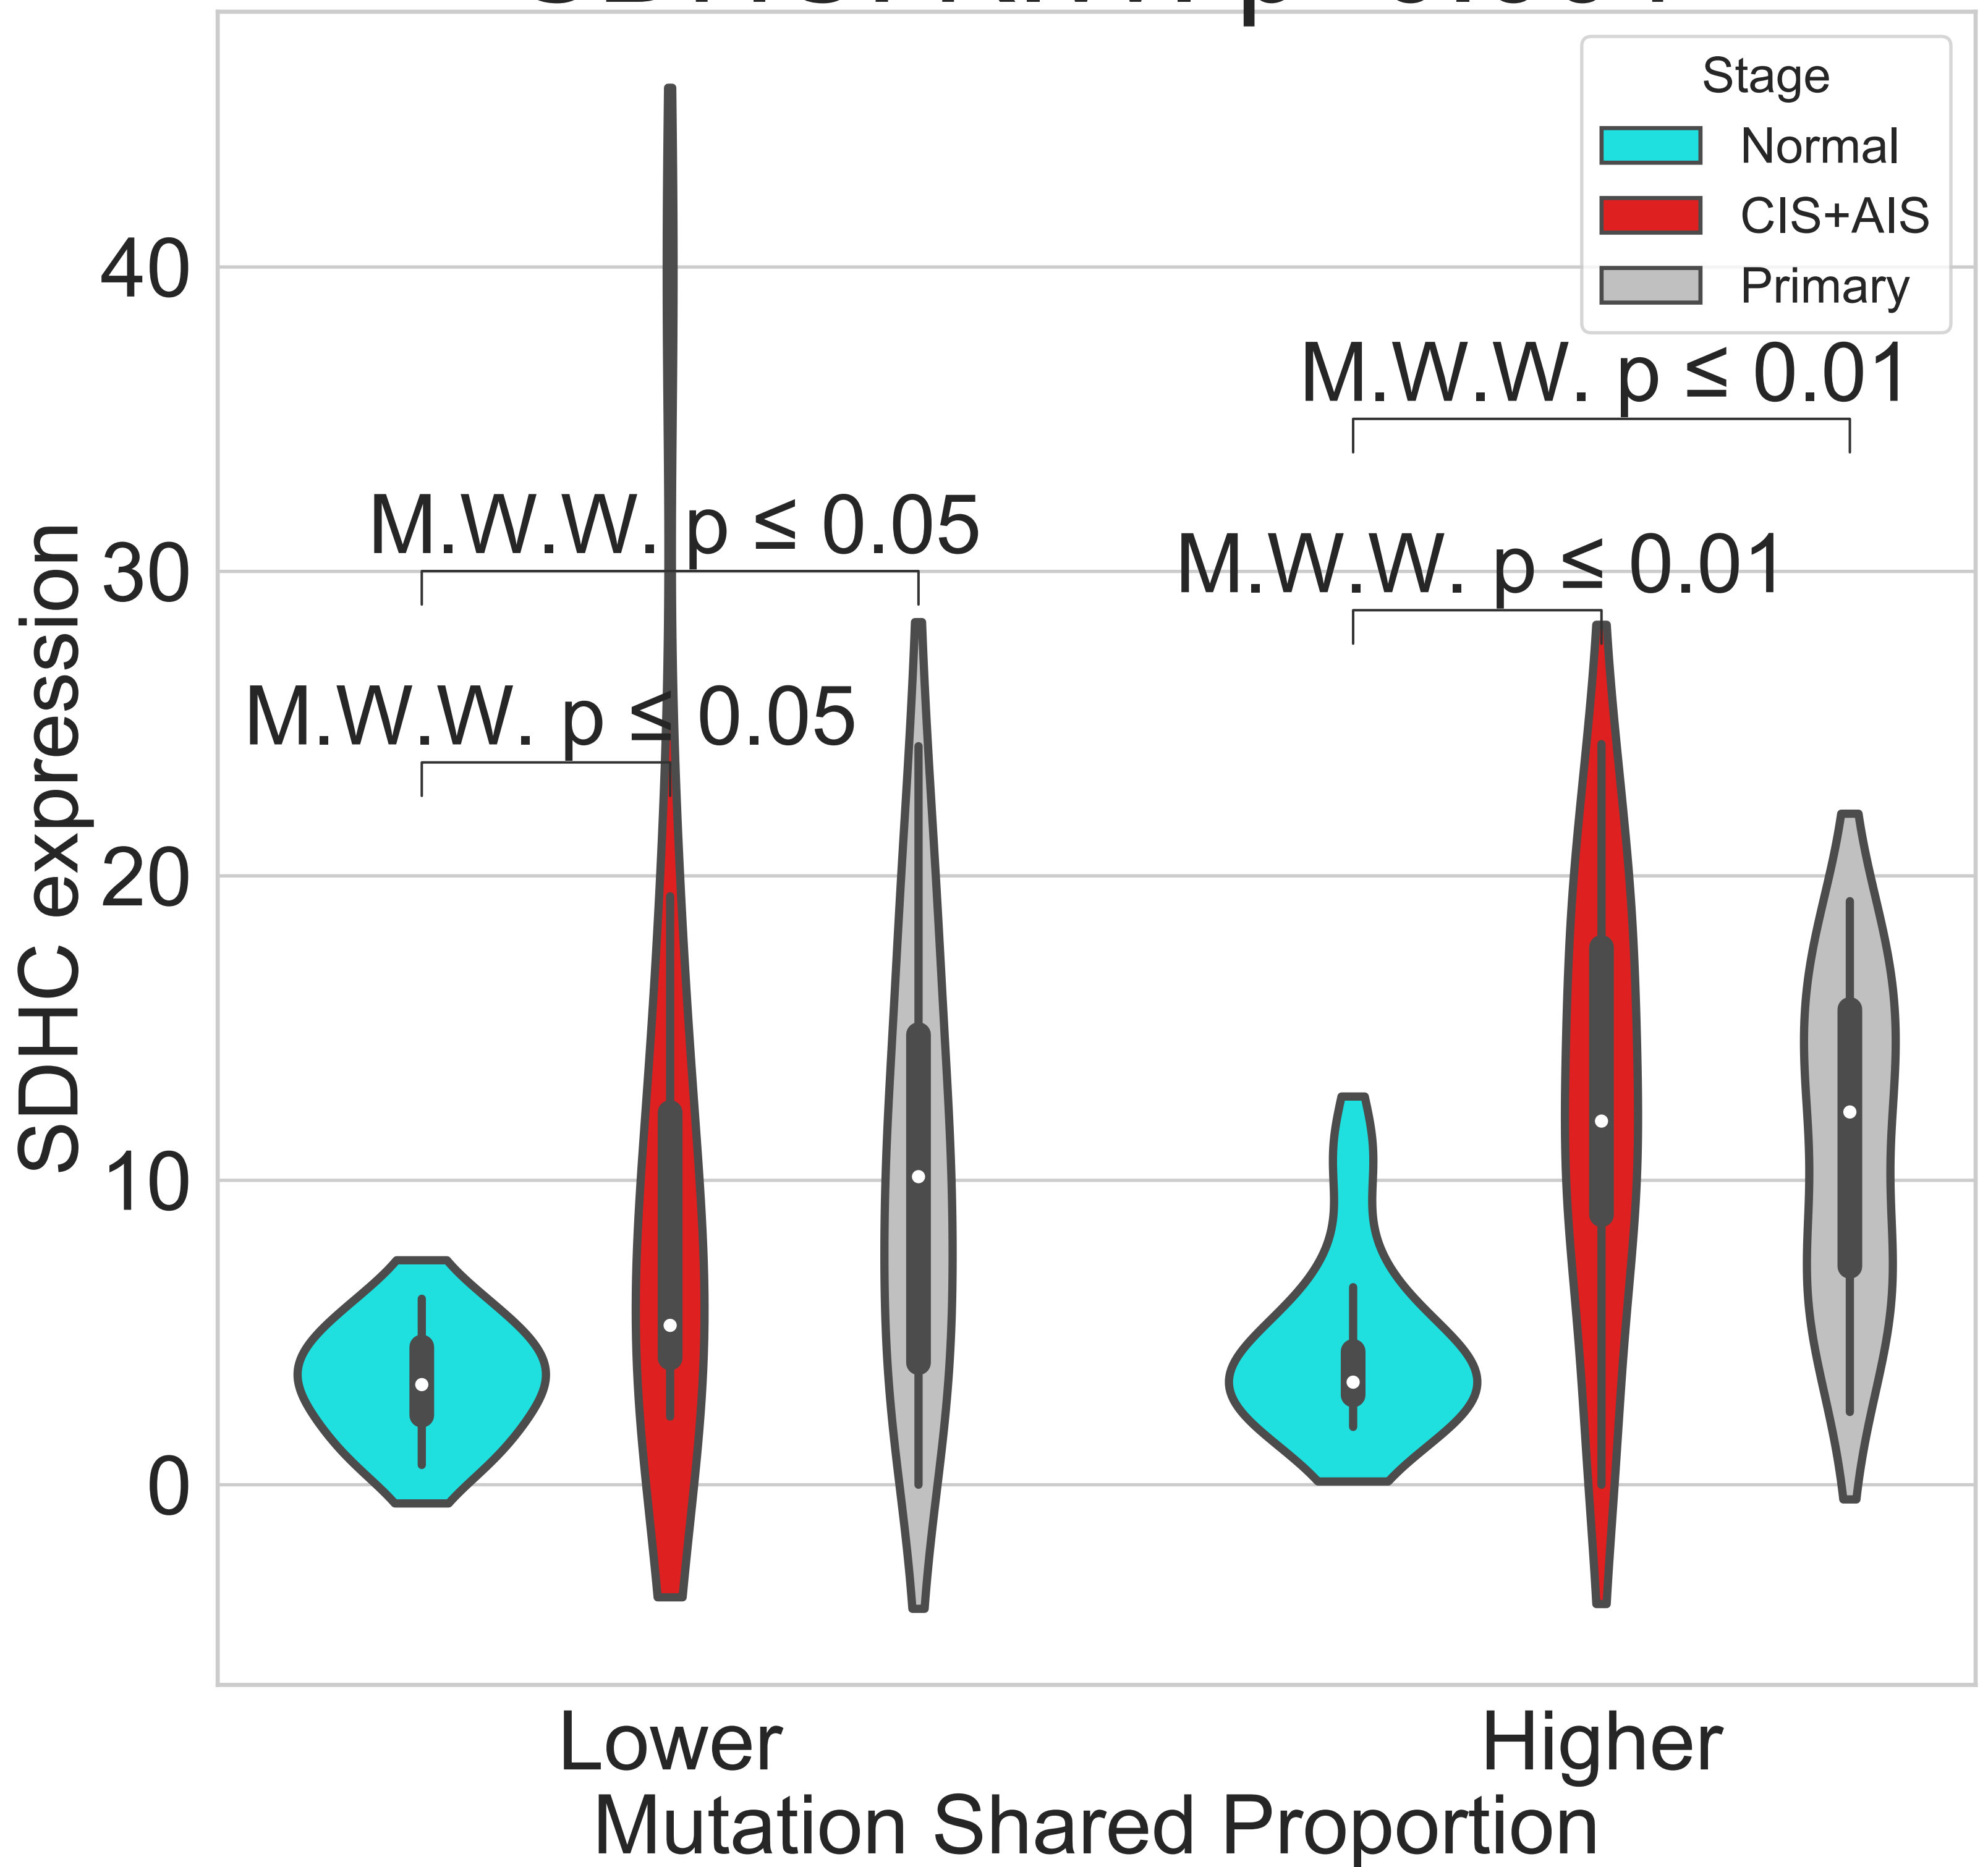 Stage
Normal
CIS+AIS
Primary
40
30
20
10
0
SDHC expression
M.W.W. p ≤ 0.01
M.W.W. p ≤ 0.05
M.W.W. p ≤ 0.01
M.W.W. p ≤ 0.05
Lower
Higher
Mutation Shared Proportion